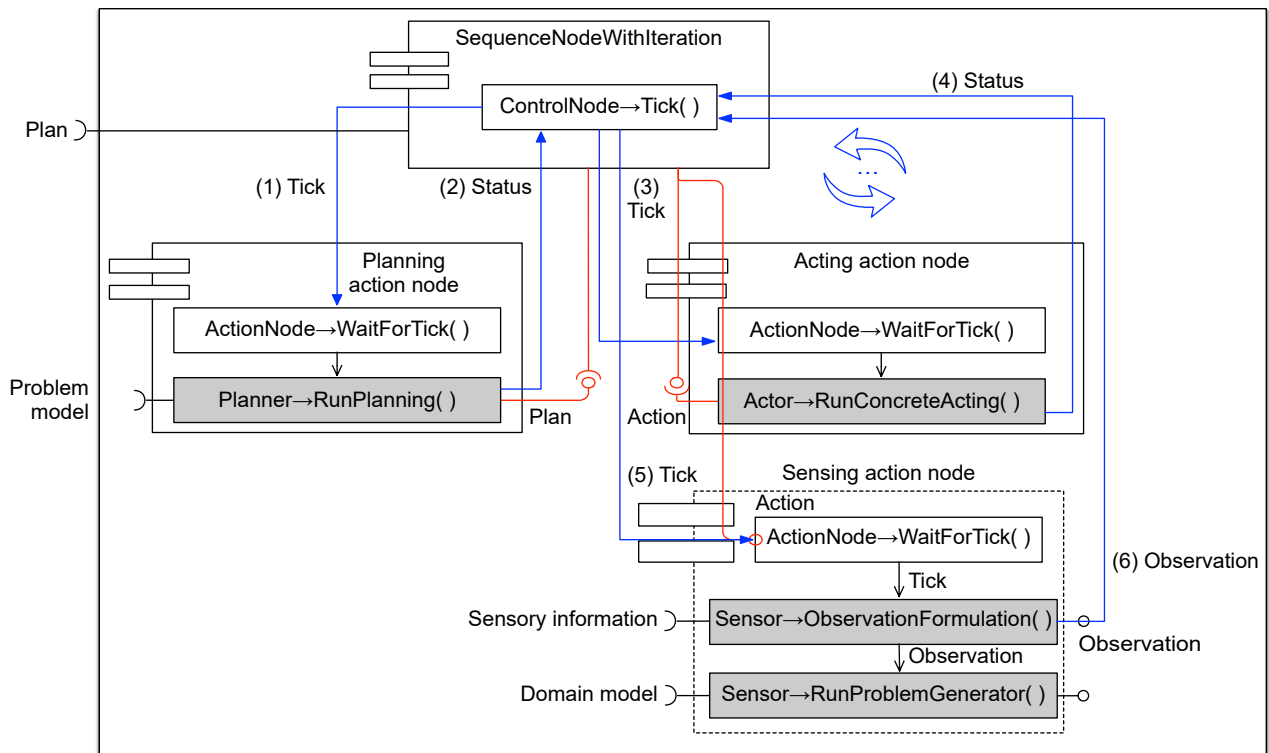 SequenceNodeWithIteration
(4) Status
ControlNode→Tick( )
Plan
...
(1) Tick
(2) Status
(3)
Tick
Planning
action node
Acting action node
ActionNode→WaitForTick( )
ActionNode→WaitForTick( )
Problem
model
Planner→RunPlanning( )
Plan
Action
Actor→RunConcreteActing( )
Sensing action node
(5) Tick
Action
ActionNode→WaitForTick( )
(6) Observation
Tick
Sensory information
Sensor→ObservationFormulation( )
Observation
Observation
Domain model
Sensor→RunProblemGenerator( )